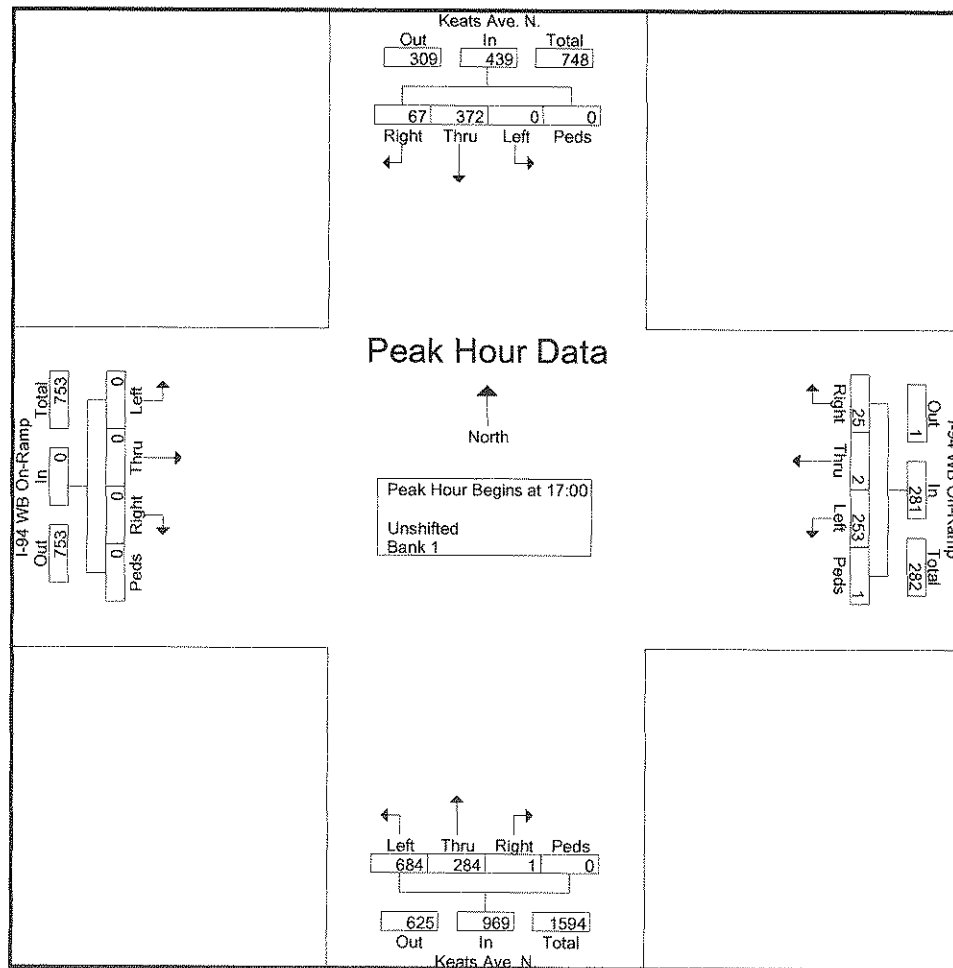 Keats Ave. N.
Out In Total
309 439 748
67 372 0 0
Right Thru Left Peds
Peak Hour Data
North
Peak Hour Begins at 17:00
Unshifted
Bank 1
I-94 WB On-Ramp
Total In Out
753 0 753
0 0 0 0
Left Thru Right Peds
Right Thru Left Peds
25 2 253 1
Out In Total
1 281 282
I-94 WB Off-Ramp
Left Thru Right Peds
684 284 1 0
625 969 1594
Out In Total
Keats Ave. N.